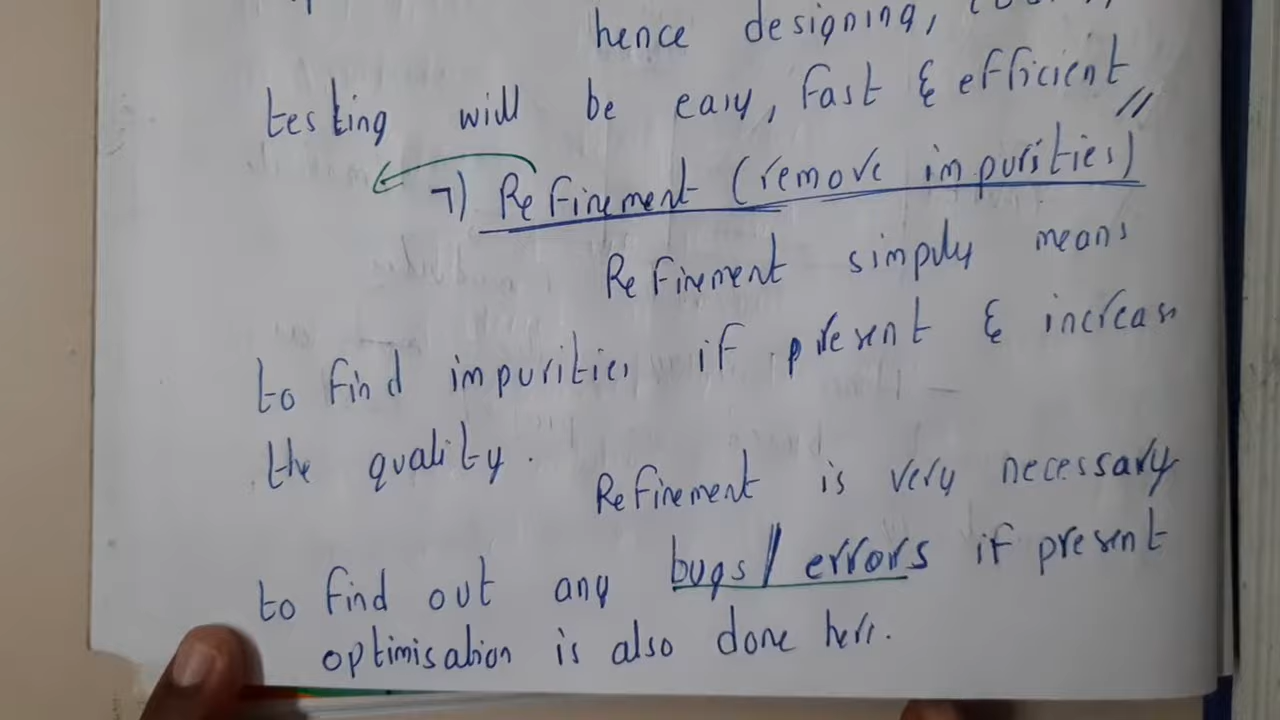 hence designing,
testing will be easy, fast & efficient //
7) Refinement (remove impurities)
Refinement simply means
to find impurities if present & increase
the quality.
Refinement is very necessary
to find out any bugs/errors if present
optimisation is also done here.